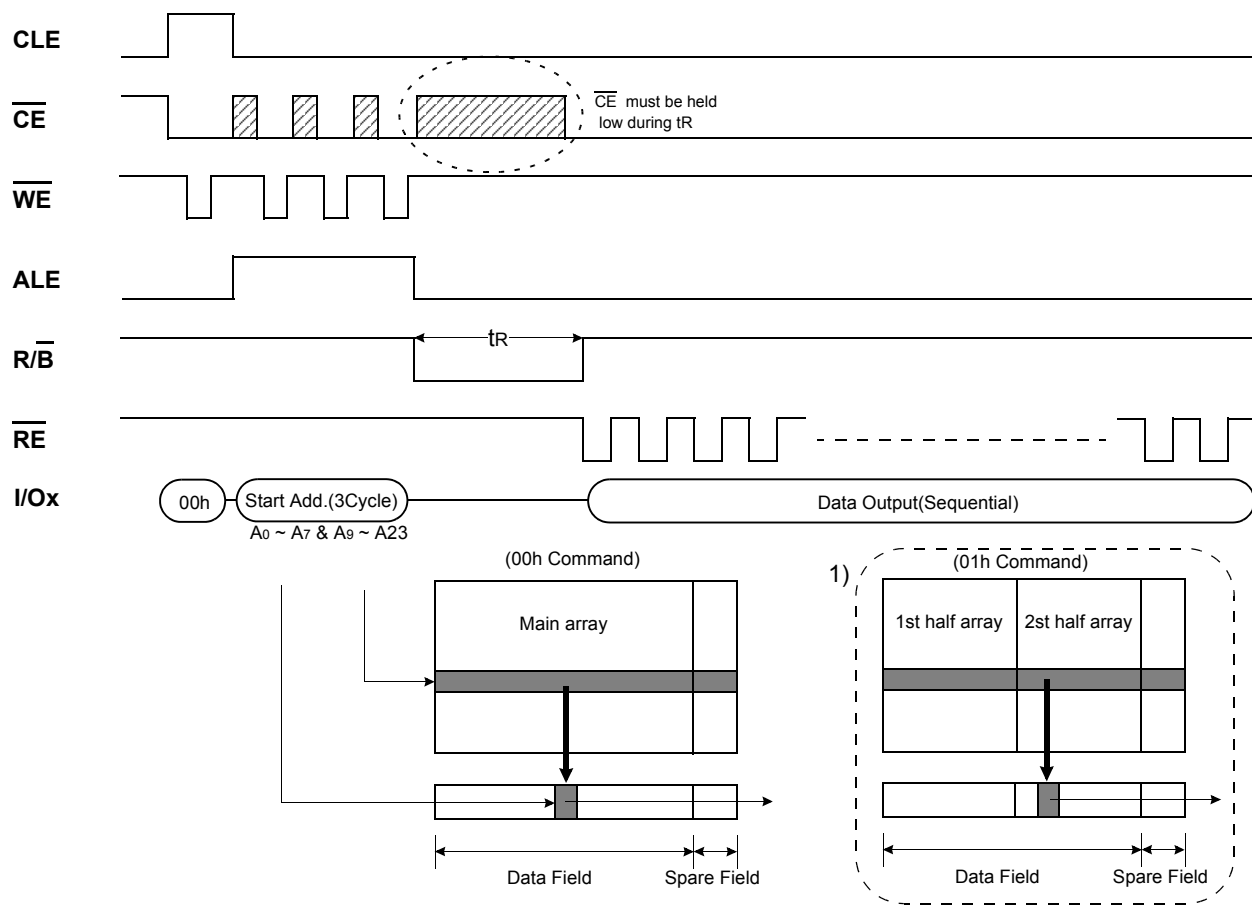 CLE
CE
CE must be held
low during tR
WE
ALE
R/B
tR
RE
I/Ox
00h
Start Add.(3Cycle)
Data Output(Sequential)
A0 ~ A7 & A9 ~ A23
(00h Command)
Main array
Data Field
Spare Field
1)
(01h Command)
1st half array
2st half array
Data Field
Spare Field